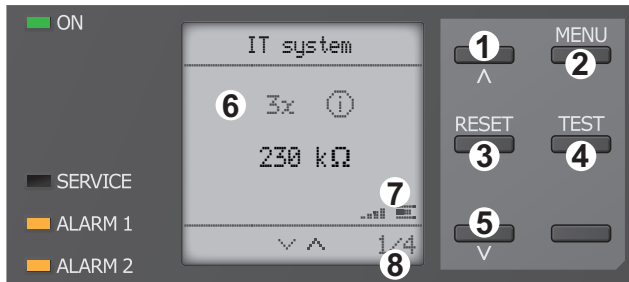 ON
SERVICE
ALARM 1
ALARM 2
IT system
6 3x i
230 kΩ
7
1/4
8
1 MENU
2
Λ
RESET TEST
3 4
5
V